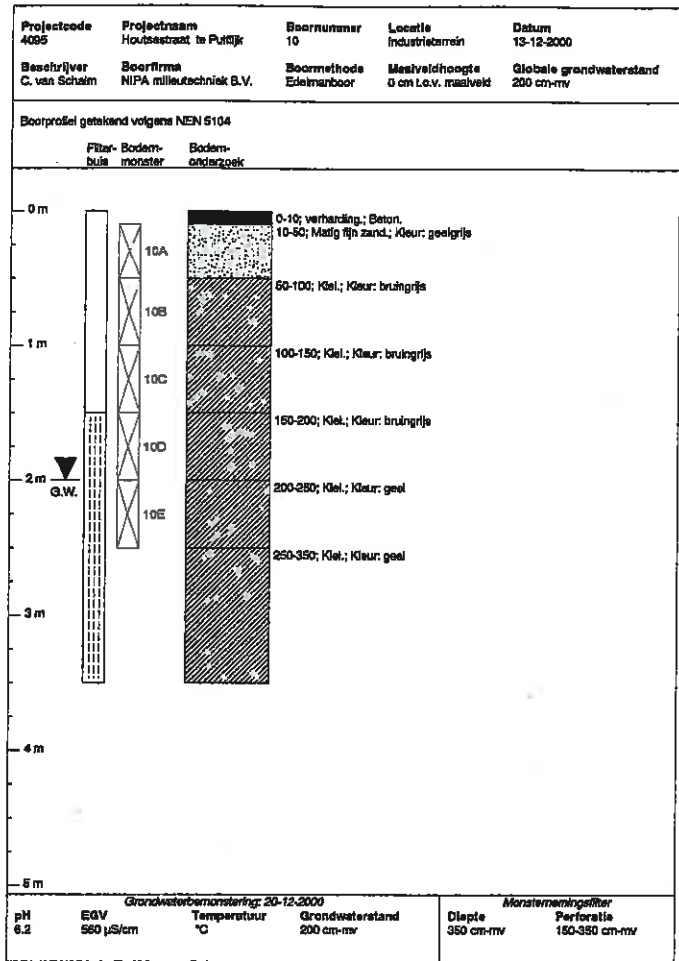 Projectcode Projectnaam Boornummer Locatie Datum
4095 Houtsestraat te Puiflijk 10 Industrieterrein 13-12-2000
Beschrijver Boorfirma Boormethode Maaiveldhoogte Globale grondwaterstand
C. van Schaim NIPA milieutechniek B.V. Edelmanboor 0 cm t.o.v. maaiveld 200 cm-mv
Boorprofiel getekend volgens NEN 5104
Filter- Bodem- Bodem-
buis monster onderzoek
0 m
0-10; verharding.; Beton.
10-50; Matig fijn zand.; Kleur: geelgrijs
10A
50-100; Klei.; Kleur: bruingrijs
10B
1 m
100-150; Klei.; Kleur: bruingrijs
10C
150-200; Klei.; Kleur: bruingrijs
10D
2 m
G.W.
200-250; Klei.; Kleur: geel
10E
250-350; Klei.; Kleur: geel
3 m
4 m
5 m
Grondwaterbemonstering: 20-12-2000 Monsternemingsfilter
pH EGV Temperatuur Grondwaterstand Diepte Perforatie
6.2 560 µS/cm °C 200 cm-mv 350 cm-mv 150-350 cm-mv